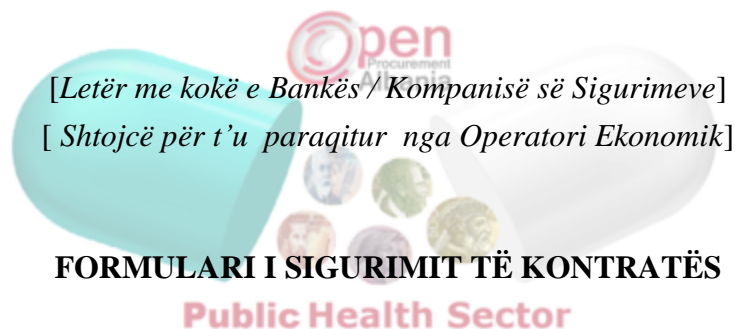 Open
Procurement
Albania
[Letër me kokë e Bankës / Kompanisë së Sigurimeve]
[ Shtojcë për t’u paraqitur nga Operatori Ekonomik]
FORMULARI I SIGURIMIT TË KONTRATËS
Public Health Sector